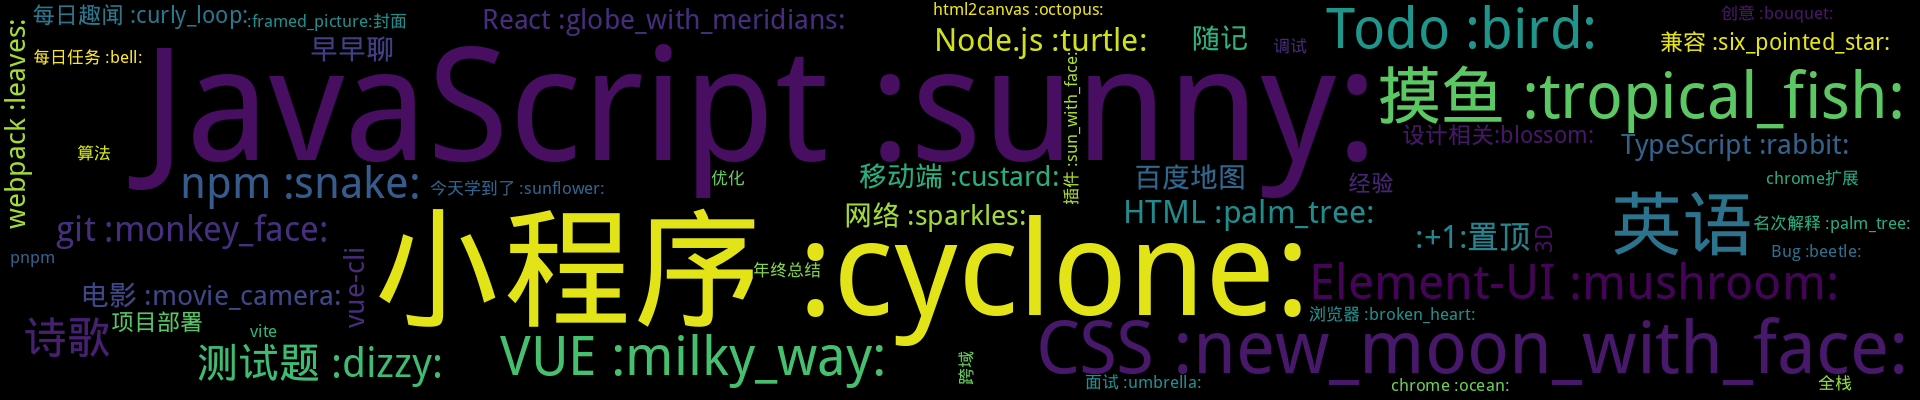 每日趣闻 :curly_loop:
:framed_picture:封面
React :globe_with_meridians:
html2canvas :octopus:
Todo :bird:
创意 :bouquet:
webpack :leaves:
每日任务 :bell:
早早聊
Node.js :turtle:
随记
调试
兼容 :six_pointed_star:
JavaScript :sunny:
插件 :sun_with_face:
摸鱼 :tropical_fish:
算法
设计相关:blossom:
TypeScript :rabbit:
npm :snake:
今天学到了 :sunflower:
优化
移动端 :custard:
百度地图
经验
chrome扩展
git :monkey_face:
网络 :sparkles:
HTML :palm_tree:
:+1:置顶
3D
英语
名次解释 :palm_tree:
pnpm
vue-cli
小程序 :cyclone:
年终总结
Bug :beetle:
电影 :movie_camera:
Element-UI :mushroom:
诗歌
项目部署
vite
浏览器 :broken_heart:
测试题 :dizzy:
VUE :milky_way:
跨域
CSS :new_moon_with_face:
面试 :umbrella:
chrome :ocean:
全栈